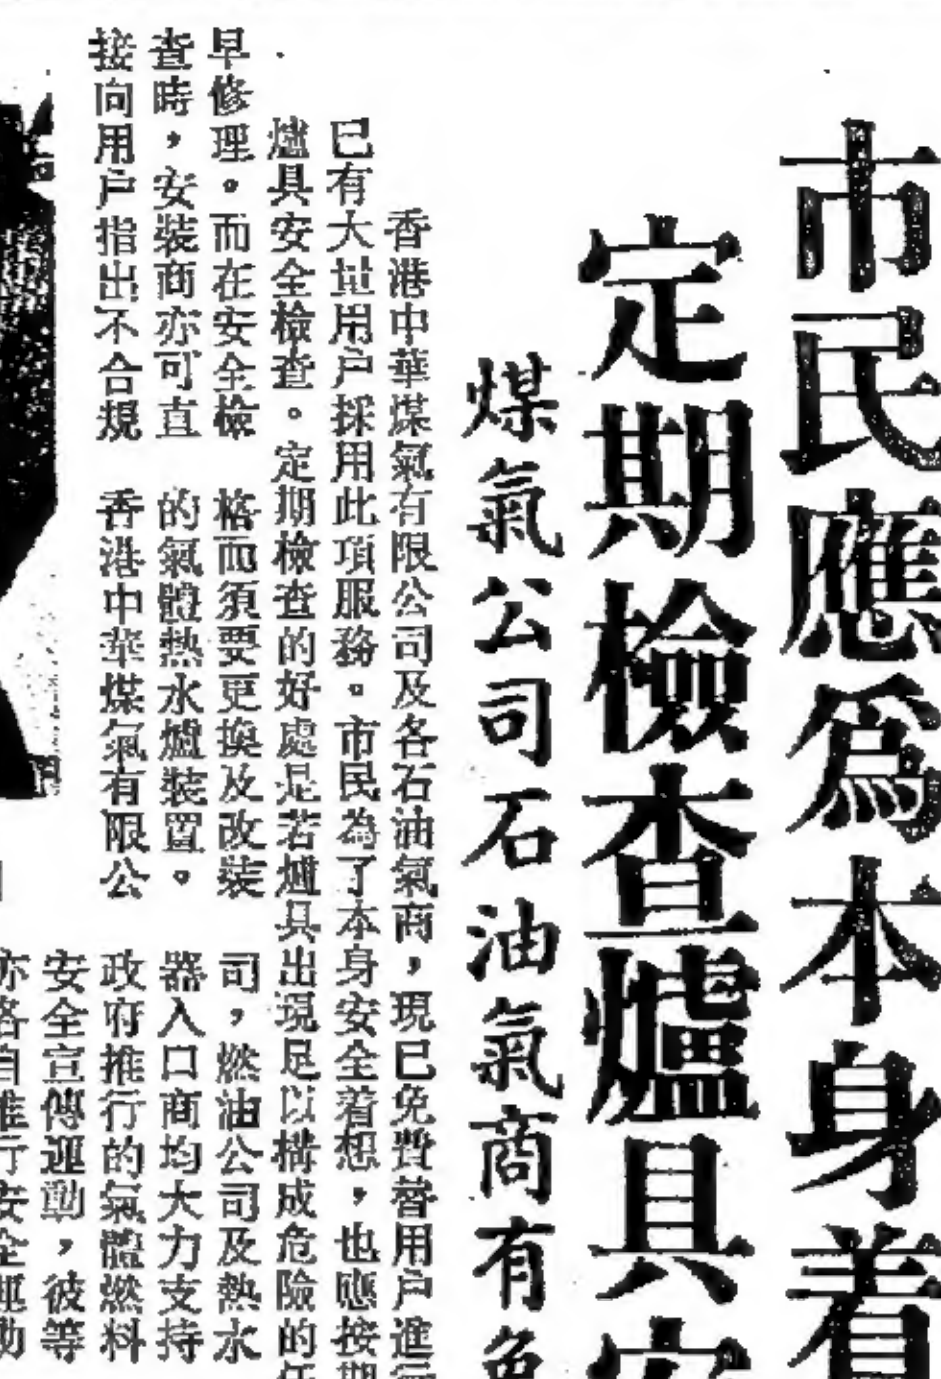 市民應爲本身着
定期檢查爐具安
煤氣公司石油氣商有免
香港中華煤氣有限公司及各石油氣商，現已免費替用戶進行
已有大量用戶採用此項服務。市民為了本身安全着想，也應按期
爐具安全檢查。定期檢查的好處是若爐具出現足以構成危險的
早修理。而在安全檢
查時，安裝商亦可直
接向用戶指出不合規
格而須要更換及改裝
的氣體熱水爐裝置。
香港中華煤氣有限公
司，燃油公司及熱水
器入口商均大力支持
政府推行的氣體燃料
安全宣傳運動，彼等
亦各自推行安全運動